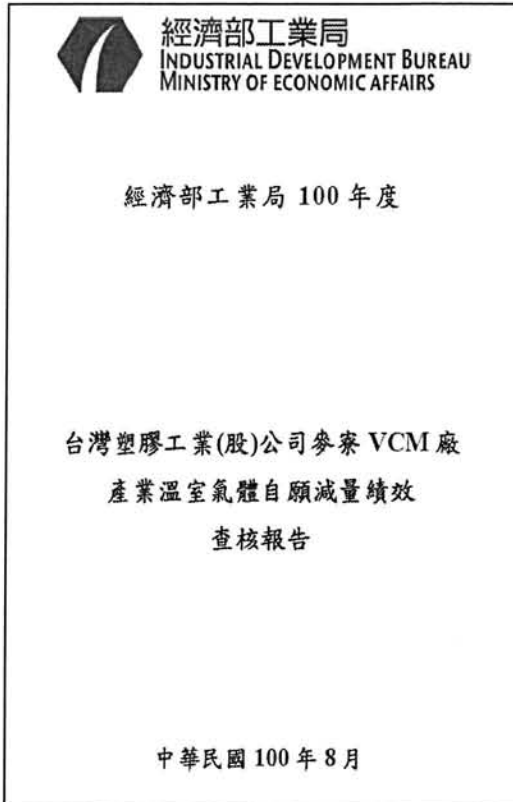 經濟部工業局
INDUSTRIAL DEVELOPMENT BUREAU
MINISTRY OF ECONOMIC AFFAIRS
經濟部工業局 100 年度
台灣塑膠工業(股)公司麥寮 VCM 廠
產業溫室氣體自願減量績效
查核報告
中華民國 100 年 8 月